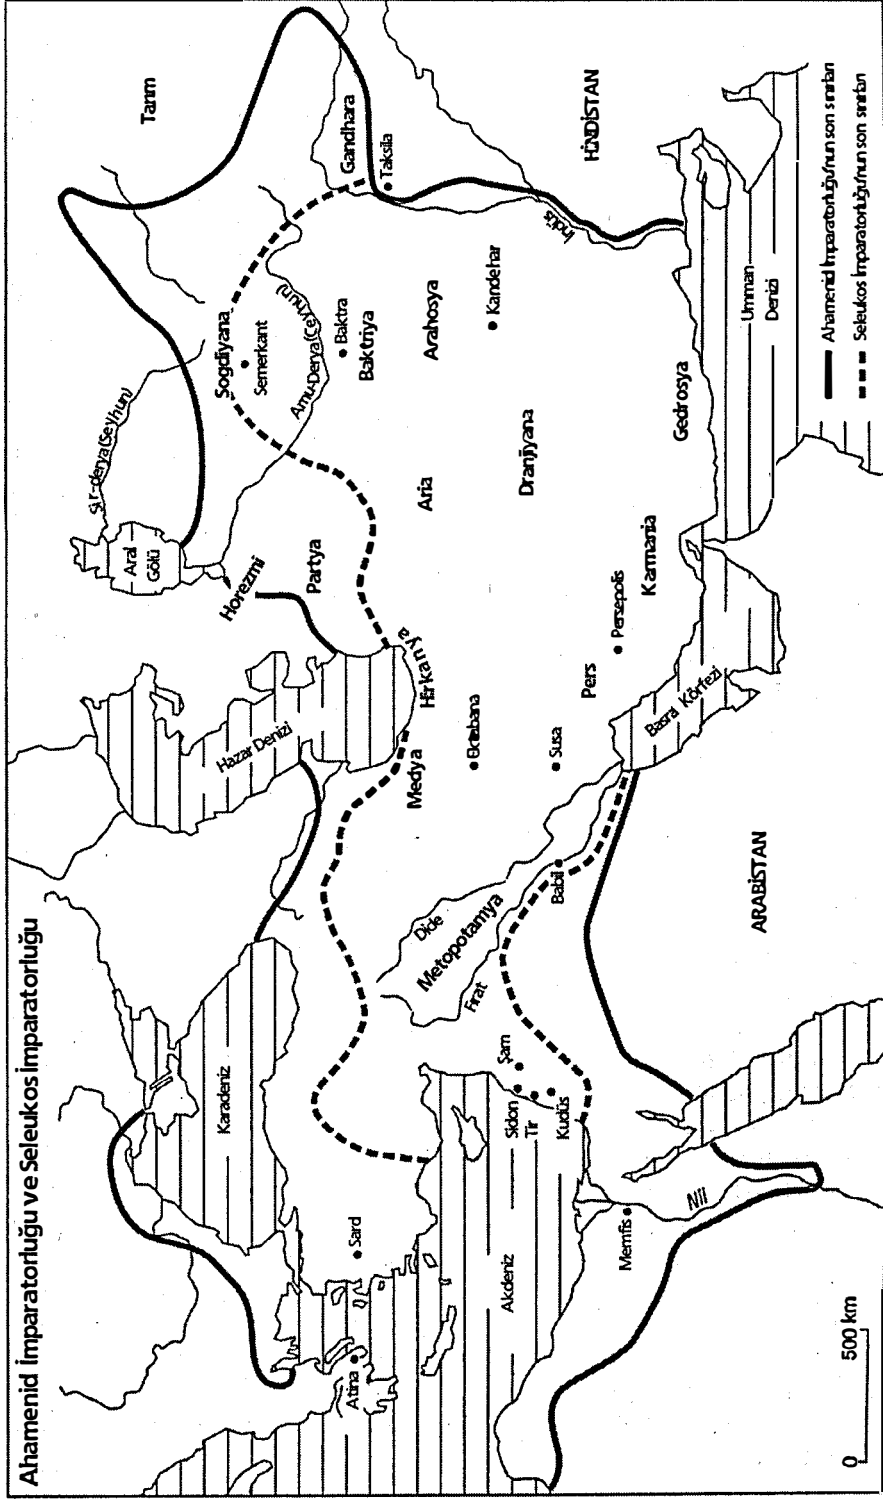 Ahamenid İmparatorluğu ve Seleukos İmparatorluğu
Tarım
Sir-derya (Seyhun)
Aral
Gölü
Horezmi
Sogdiyana
Semerkant
Amu-Derya (Ceyhun)
Baktra
Baktriya
Gandhara
Taksila
Hazar Denizi
Partya
Hirkanya
Karadeniz
Medya
Ektebana
Aria
Arahosya
Kandehar
İndüs
HİNDİSTAN
Dranjiyana
Sard
Atina
Dicle
Metopotamya
Fırat
Babil
Susa
Pers
Persepolis
Karmania
Gedrosya
Şam
Sidon
Tir
Kudüs
Akdeniz
Basra Körfezi
Umman
Denizi
Memfis
Nil
ARABİSTAN
Ahamenid İmparatorluğu'nun son sınırları
Seleukos İmparatorluğu'nun son sınırları
0
500 km